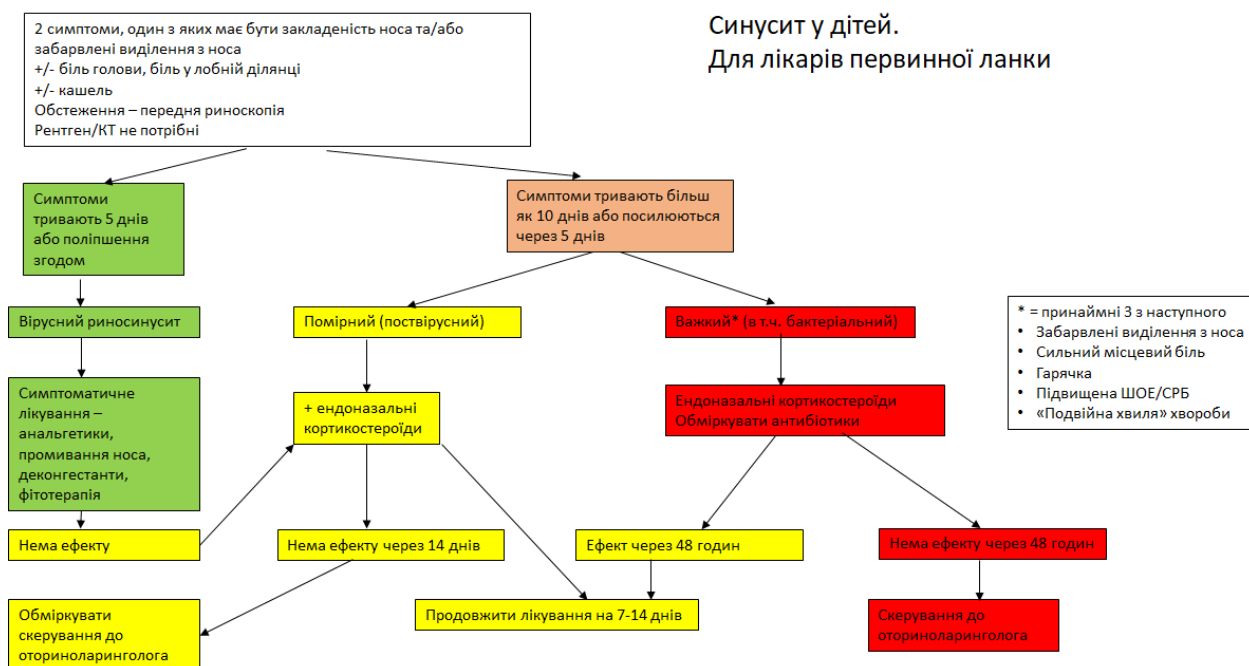 Синусит у дітей.
Для лікарів первинної ланки
2 симптоми, один з яких має бути закладеність носа та/або
забарвлені виділення з носа
+/- біль голови, біль у лобній ділянці
+/- кашель
Обстеження – передня риноскопія
Рентген/КТ не потрібні
Симптоми
тривають 5 днів
або поліпшення
згодом
Симптоми тривають більш
як 10 днів або посилюються
через 5 днів
Вірусний риносинусит
Помірний (поствірусний)
Важкий* (в т.ч. бактеріальний)
* = принаймні 3 з наступного
• Забарвлені виділення з носа
• Сильний місцевий біль
• Гарячка
• Підвищена ШОЕ/СРБ
• «Подвійна хвиля» хвороби
Симптоматичне
лікування –
анальгетики,
промивання носа,
деконгестанти,
фітотерапія
+ ендоназальні
кортикостероїди
Ендоназальні кортикостероїди
Обміркувати антибіотики
Нема ефекту
Нема ефекту через 14 днів
Ефект через 48 годин
Нема ефекту через 48 годин
Обміркувати
скерування до
оториноларинголога
Продовжити лікування на 7-14 днів
Скерування до
оториноларинголога